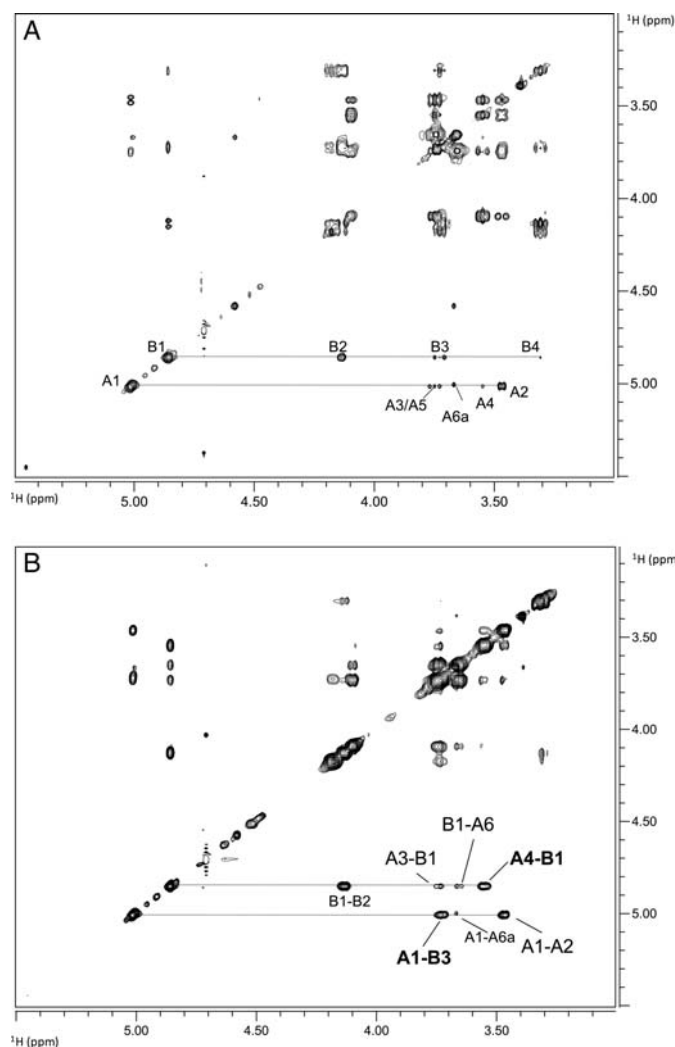 A
¹H (ppm)
3.50
4.00
4.50
B1 B2 B3 B4
A1
5.00
A3/A5 A6a A4 A2
¹H (ppm)
5.00 4.50 4.00 3.50
B
¹H (ppm)
3.50
4.00
4.50
B1-A6
A3-B1 A4-B1
B1-B2
5.00
A1-A6a A1-A2
A1-B3
5.00 4.50 4.00 3.50
¹H (ppm)